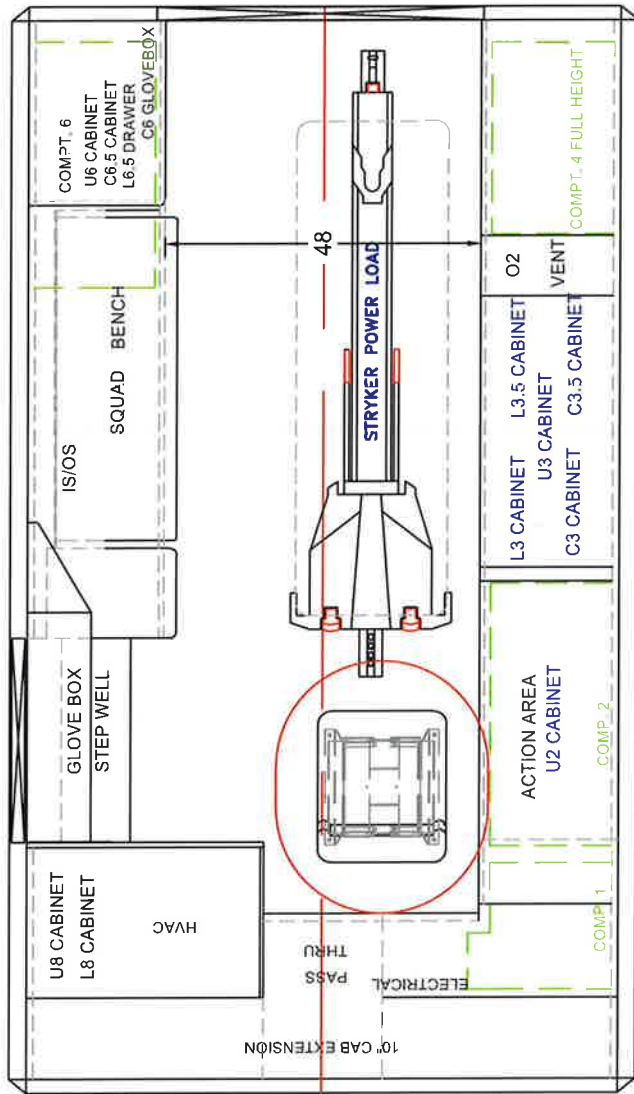 COMPT. 6
U6 CABINET
C6.5 CABINET
L6.5 DRAWER
C6 GLOVEBOX
IS/OS
SQUAD BENCH
GLOVE BOX
STEP WELL
U8 CABINET
L8 CABINET
HVAC
48
STRYKER POWER LOAD
PASS
THRU
ELECTRICAL
10" CAB EXTENSION
COMPT. 4 FULL HEIGHT
O2
VENT
L3 CABINET L3.5 CABINET
U3 CABINET
C3 CABINET C3.5 CABINET
ACTION AREA
U2 CABINET
COMP. 2
COMP. 1